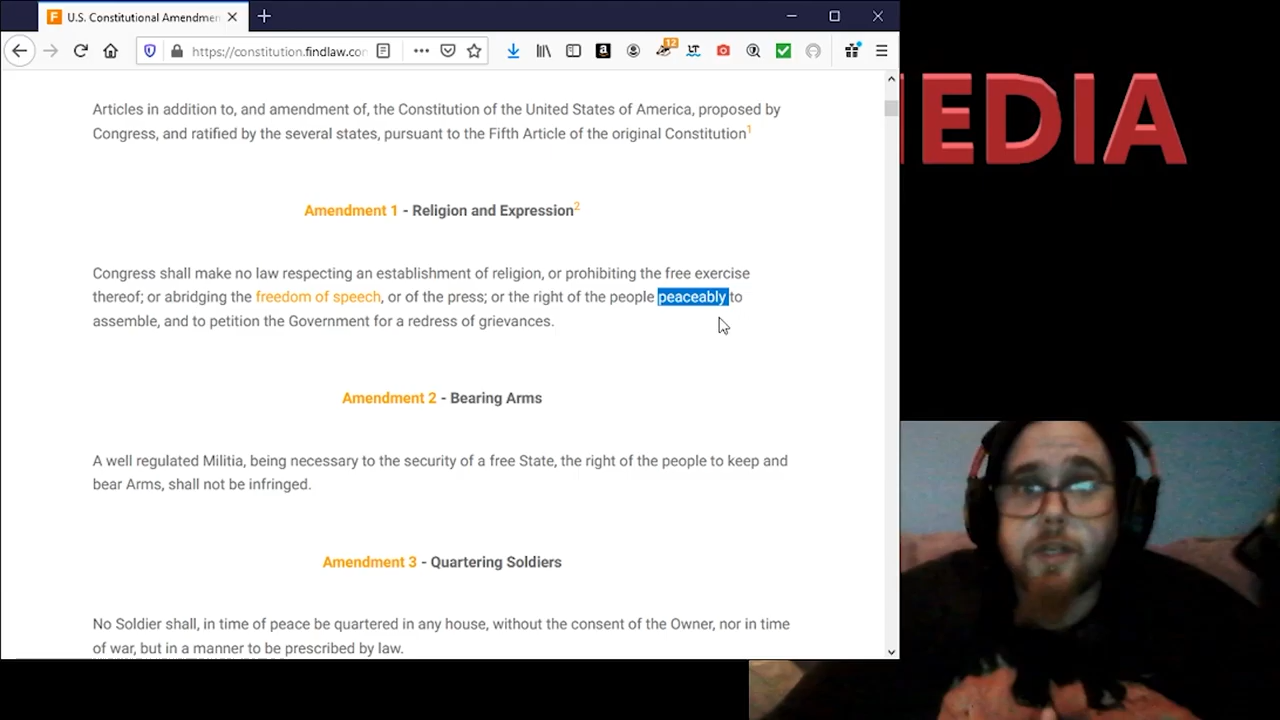 U.S. Constitutional Amendmen
https://constitution.findlaw.co
12
EDIA
Articles in addition to, and amendment of, the Constitution of the United States of America, proposed by
Congress, and ratified by the several states, pursuant to the Fifth Article of the original Constitution1
Amendment 1 - Religion and Expression2
Congress shall make no law respecting an establishment of religion, or prohibiting the free exercise
thereof; or abridging the freedom of speech, or of the press; or the right of the people peaceably to
assemble, and to petition the Government for a redress of grievances.
Amendment 2 - Bearing Arms
A well regulated Militia, being necessary to the security of a free State, the right of the people to keep and
bear Arms, shall not be infringed.
Amendment 3 - Quartering Soldiers
No Soldier shall, in time of peace be quartered in any house, without the consent of the Owner, nor in time
of war, but in a manner to be prescribed by law.